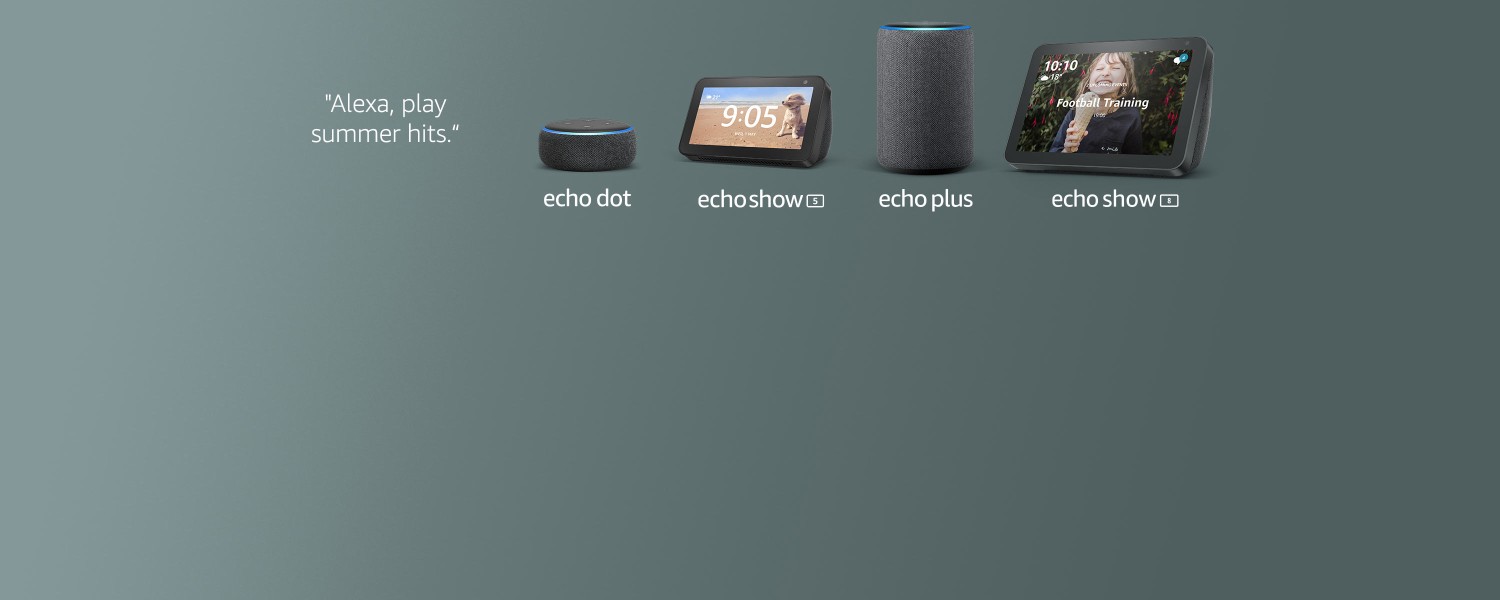 "Alexa, play
summer hits.“
9:05
10:10
18°
Football Training
echo dot
echo show 5
echo plus
echo show 8